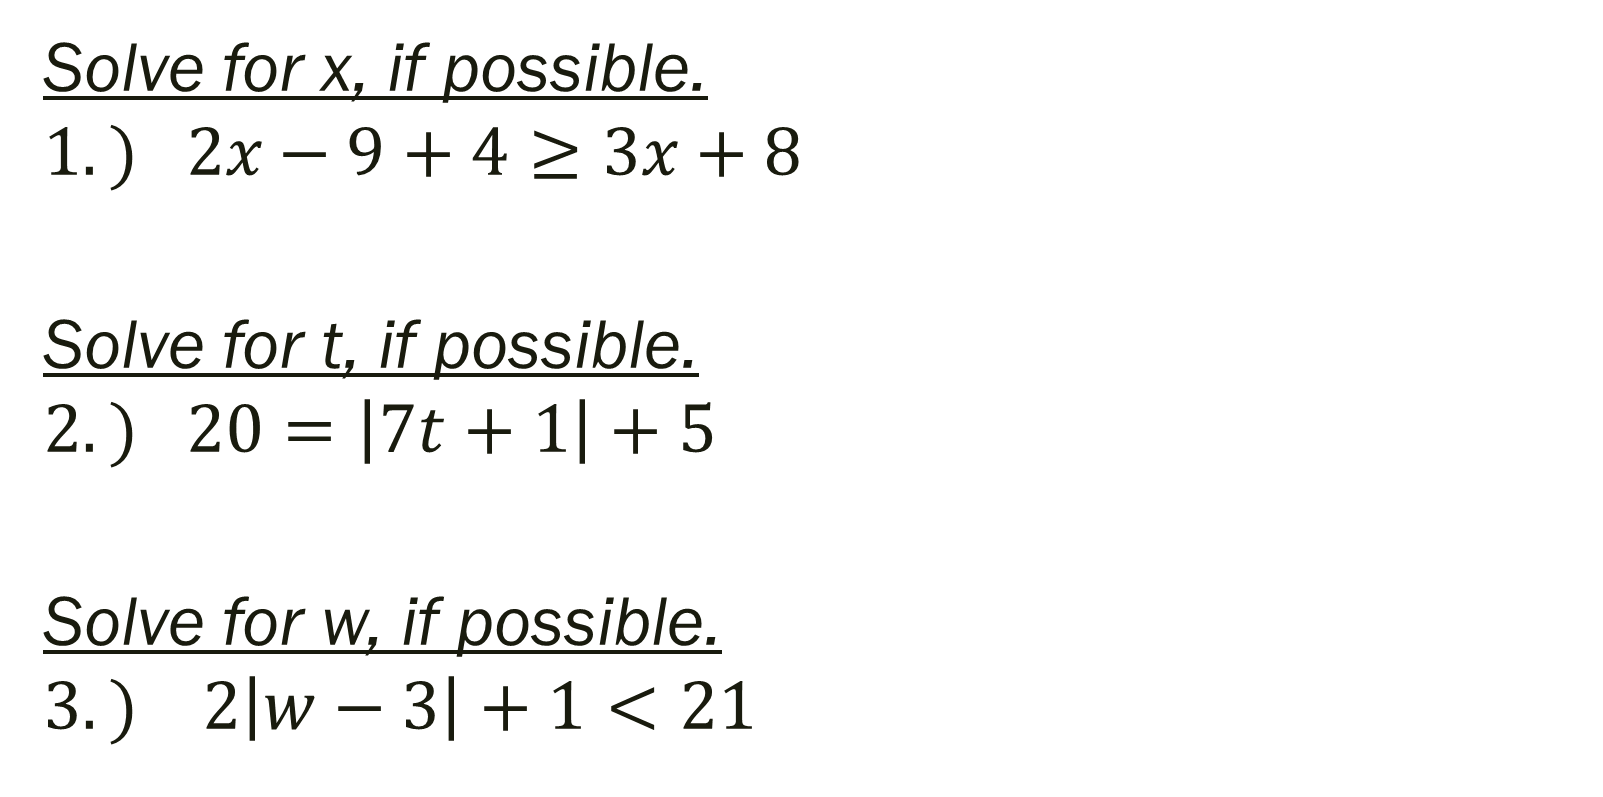 Solve for x, if possible.
1.) 2x − 9 + 4 ≥ 3x + 8
Solve for t, if possible.
2.) 20 = |7t + 1| + 5
Solve for w, if possible.
3.) 2|w − 3| + 1 < 21